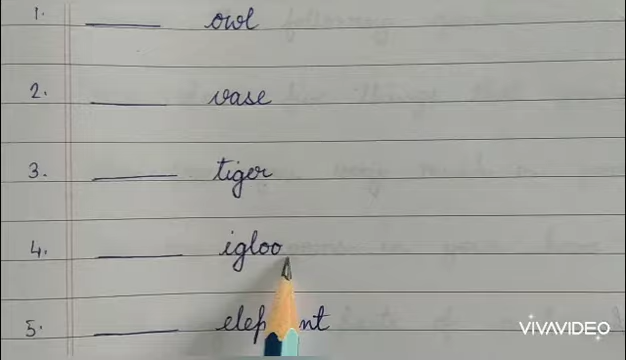 1. ______ owl
2. ______ vase
3. ______ tiger
4. ______ igloo
5. ______
VIVAVIDEO